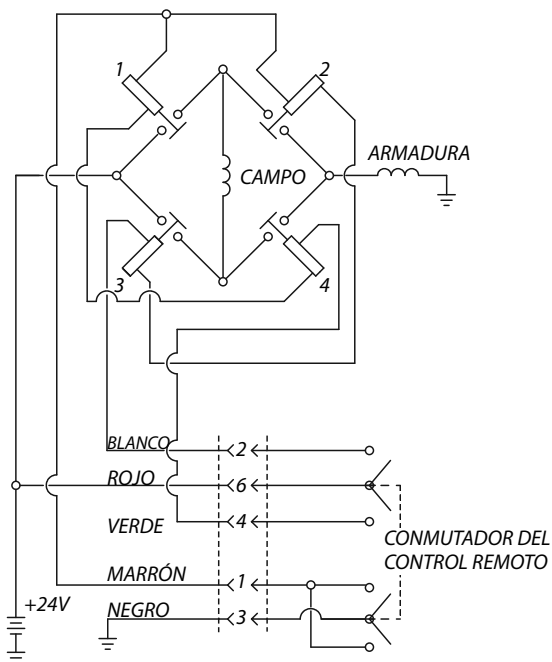 1
2
ARMADURA
CAMPO
3
4
BLANCO
2
ROJO
6
VERDE
4
CONMUTADOR DEL
CONTROL REMOTO
MARRÓN
1
+24V
NEGRO
3